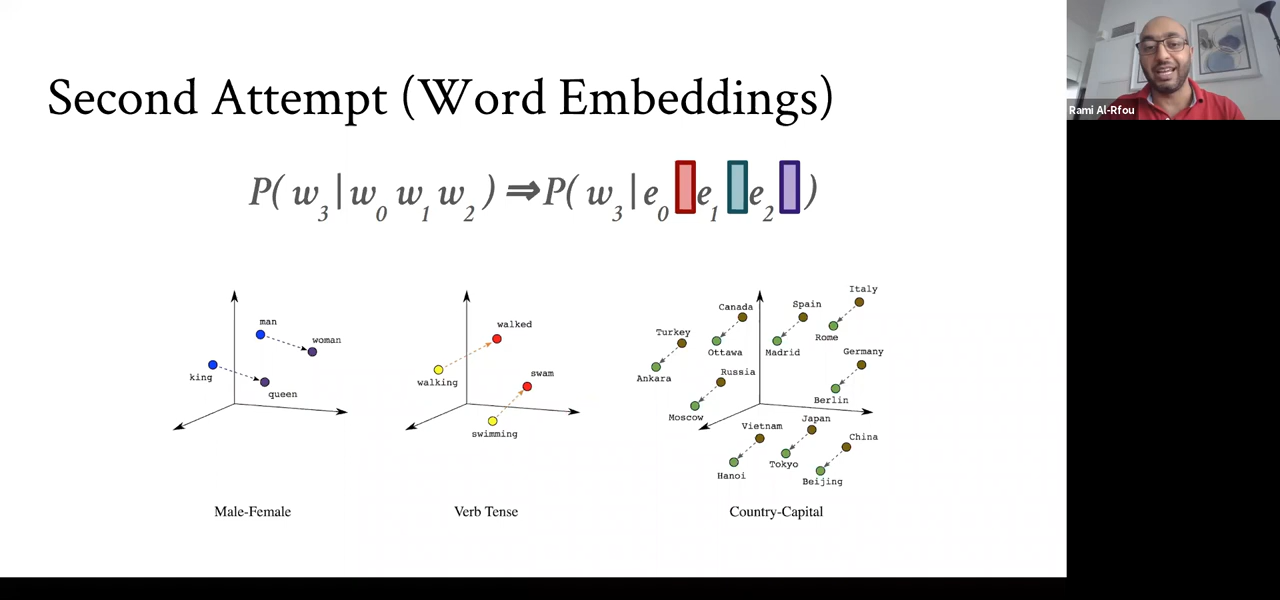 Second Attempt (Word Embeddings)
P( w3 | w0 w1 w2 ) ⇒ P( w3 | e0 e1 e2 )
man
woman
king
queen
Male-Female
walked
walking
swam
swimming
Verb Tense
Italy
Spain
Canada
Rome
Turkey
Ottawa
Madrid
Germany
Russia
Ankara
Berlin
Moscow
Japan
Vietnam
China
Tokyo
Hanoi
Beijing
Country-Capital
Rami Al-Rfou